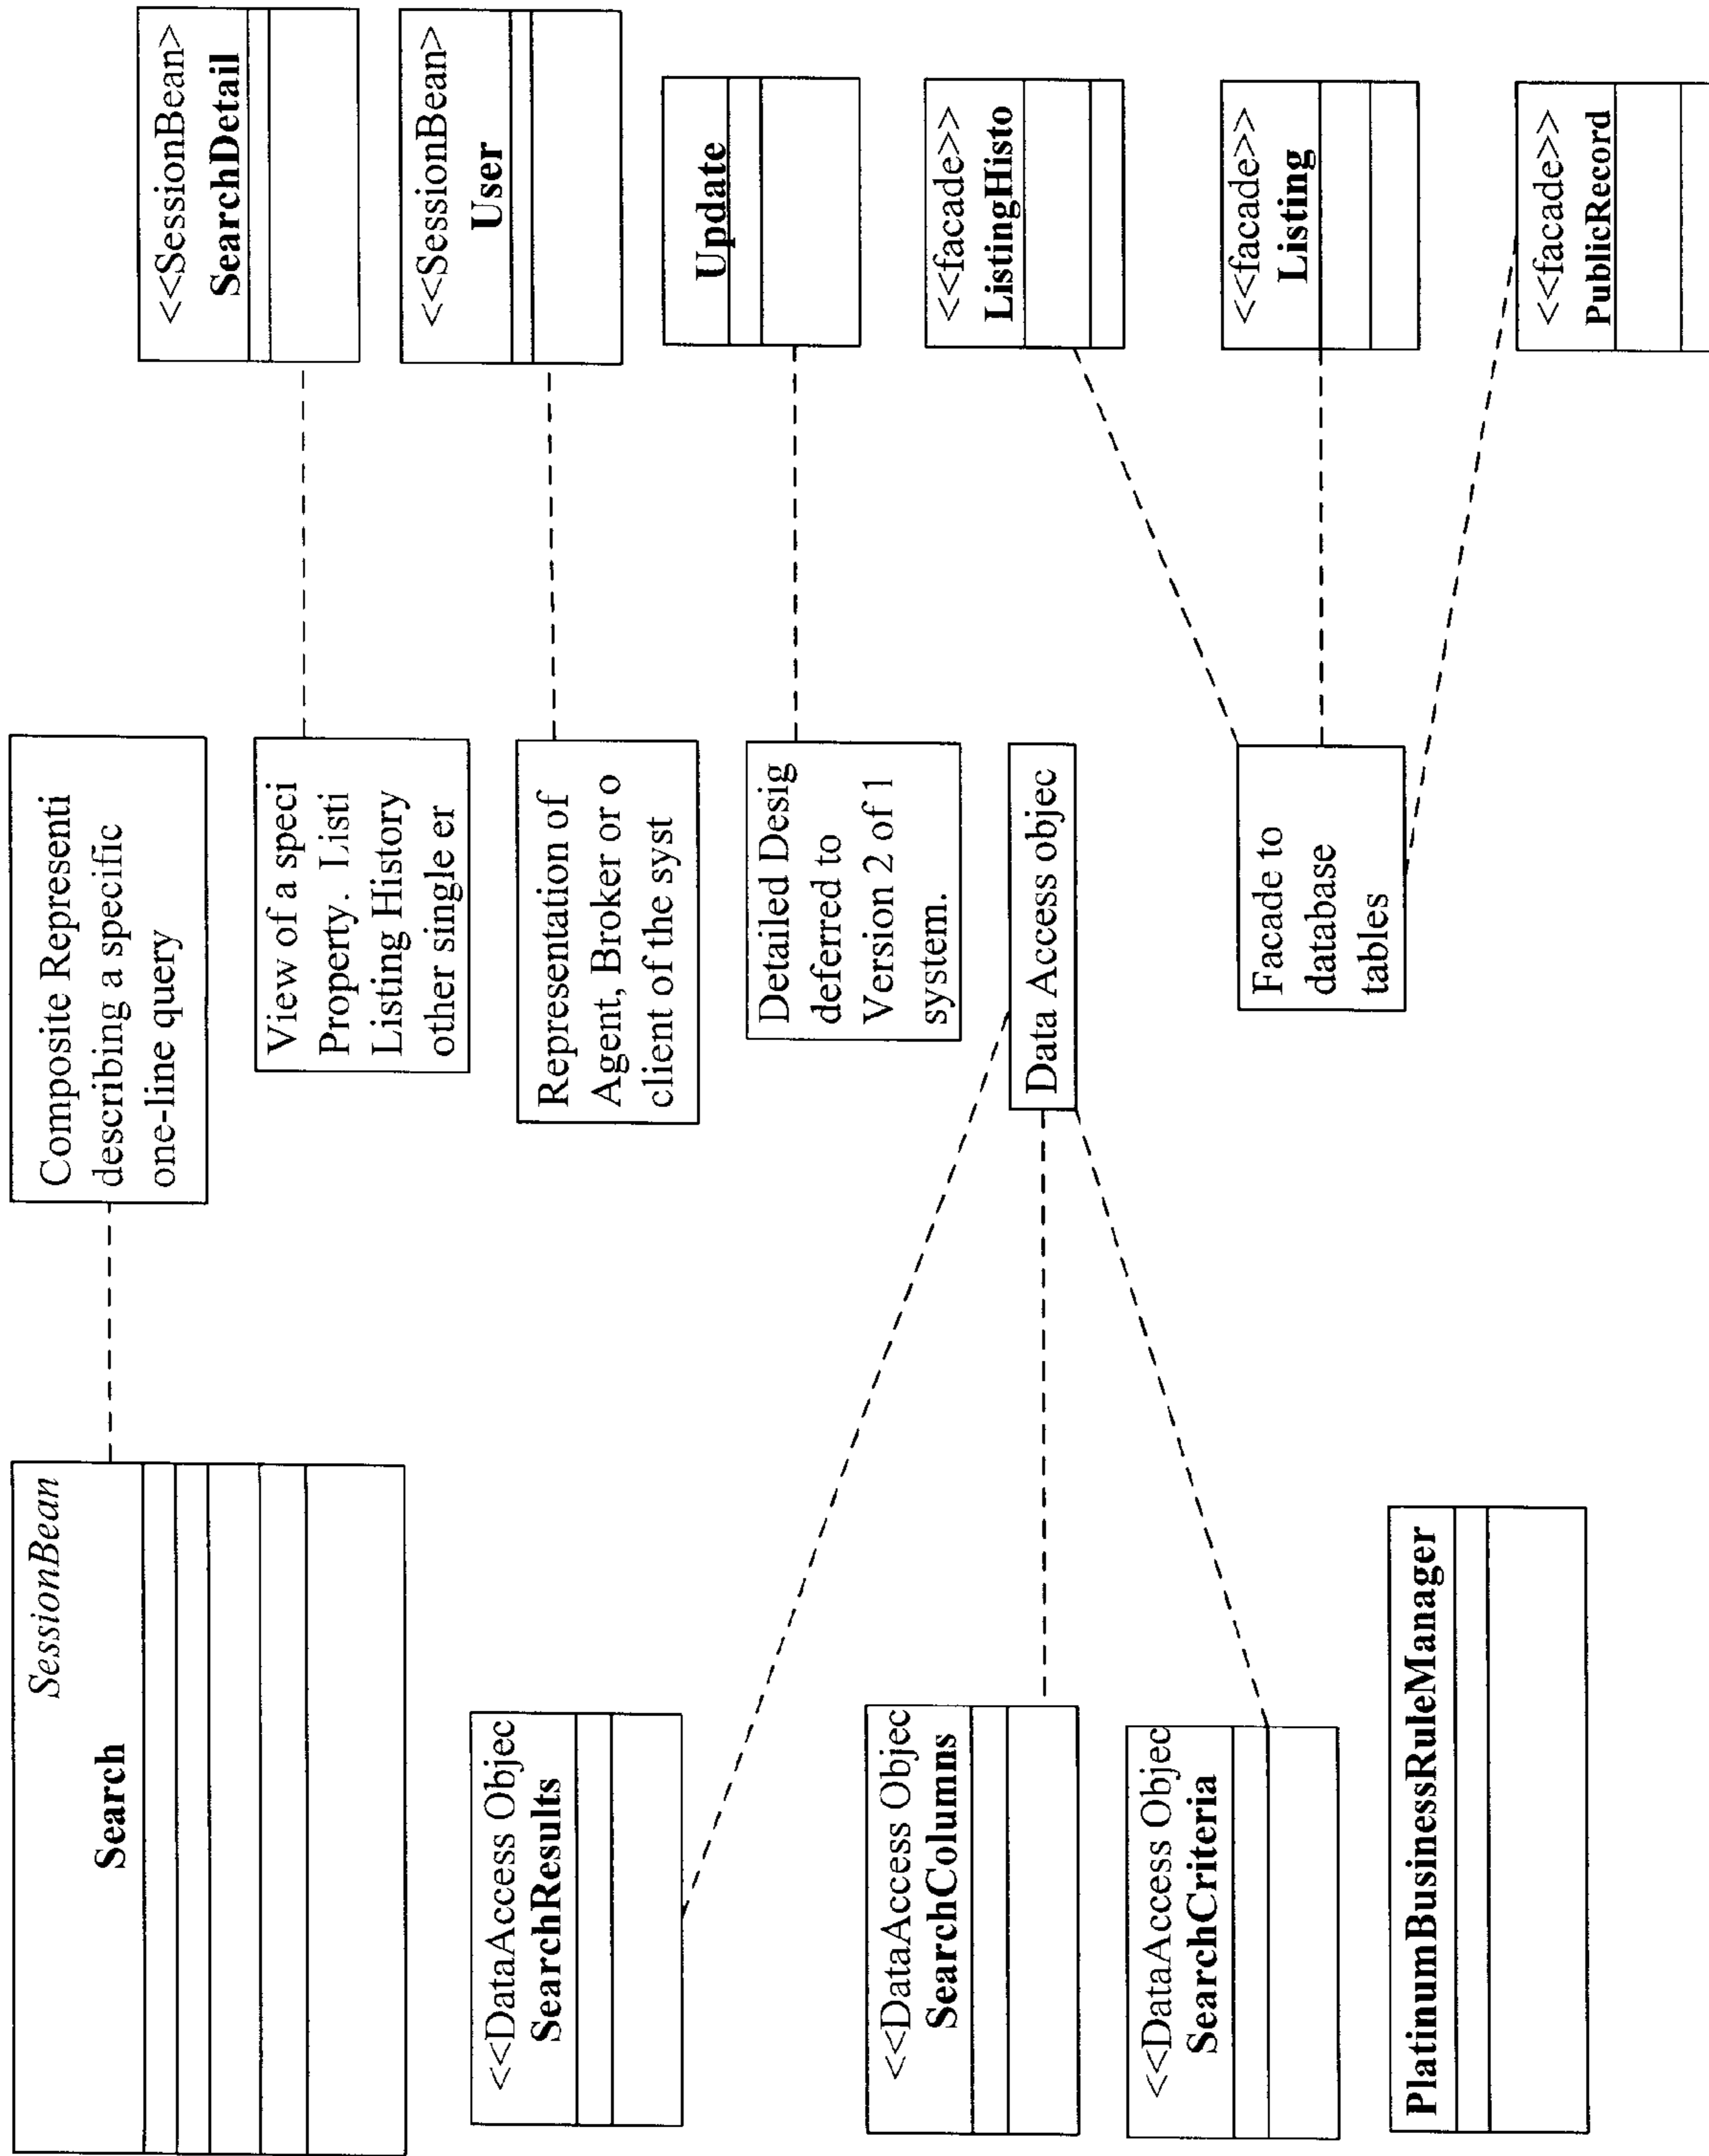 SessionBean
Search
Composite Representi
describing a specific
one-line query
<<SessionBean>
SearchDetail
View of a speci
Property. Listi
Listing History
other single er
<<SessionBean>
User
Representation of
Agent, Broker or o
client of the syst
<<DataAccess Objec
SearchResults
Update
Detailed Desig
deferred to
Version 2 of 1
system.
<<DataAccess Objec
SearchColumns
Data Access objec
<<facade>>
ListingHisto
<<DataAccess Objec
SearchCriteria
Facade to
database
tables
<<facade>>
Listing
PlatinumBusinessRuleManager
<<facade>>
PublicRecord